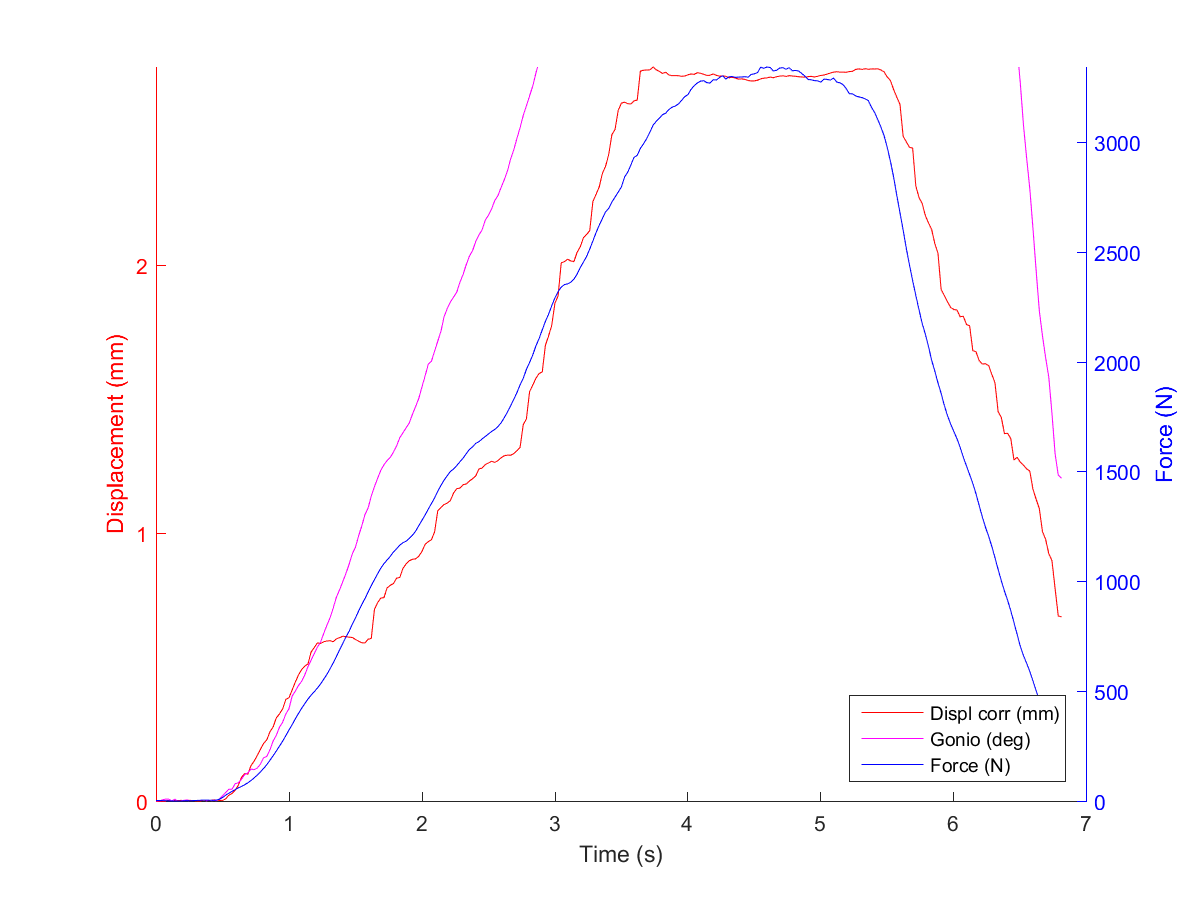 Displacement (mm)
2
1
0
3000
2500
2000
1500
1000
500
0
Force (N)
Displ corr (mm)
Gonio (deg)
Force (N)
0 1 2 3 4 5 6 7
Time (s)